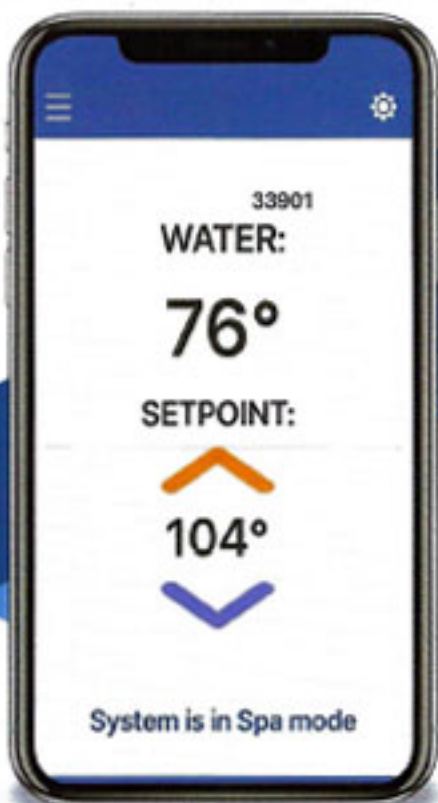 33901
WATER:
76°
SETPOINT:
104°
System is in Spa mode